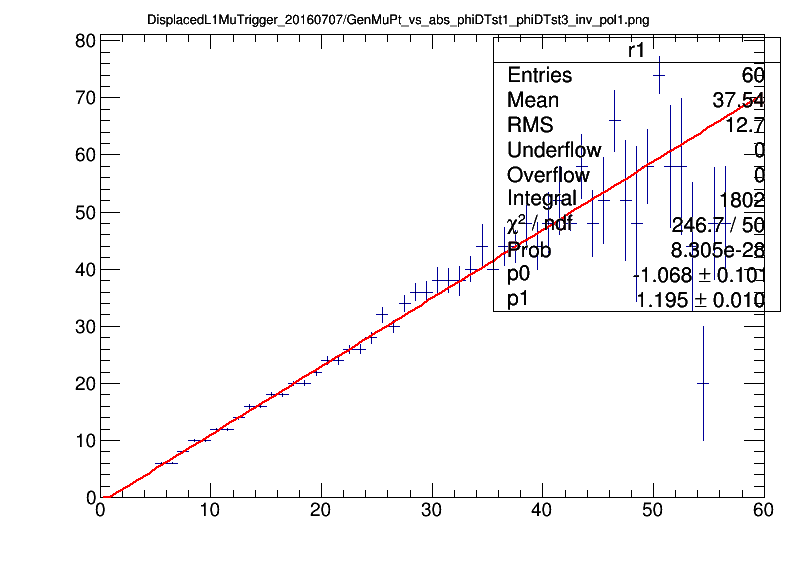 DisplacedL1MuTrigger_20160707/GenMuPt_vs_abs_phiDTst1_phiDTst3_inv_pol1.png
r1
Entries 60
Mean 37.54
RMS 12.7
Underflow 0
Overflow 0
Integral 1802
χ² / ndf 246.7 / 50
Prob 8.305e-28
p0 -1.068 ± 0.101
p1 1.195 ± 0.010
80
70
60
50
40
30
20
10
0
0 10 20 30 40 50 60